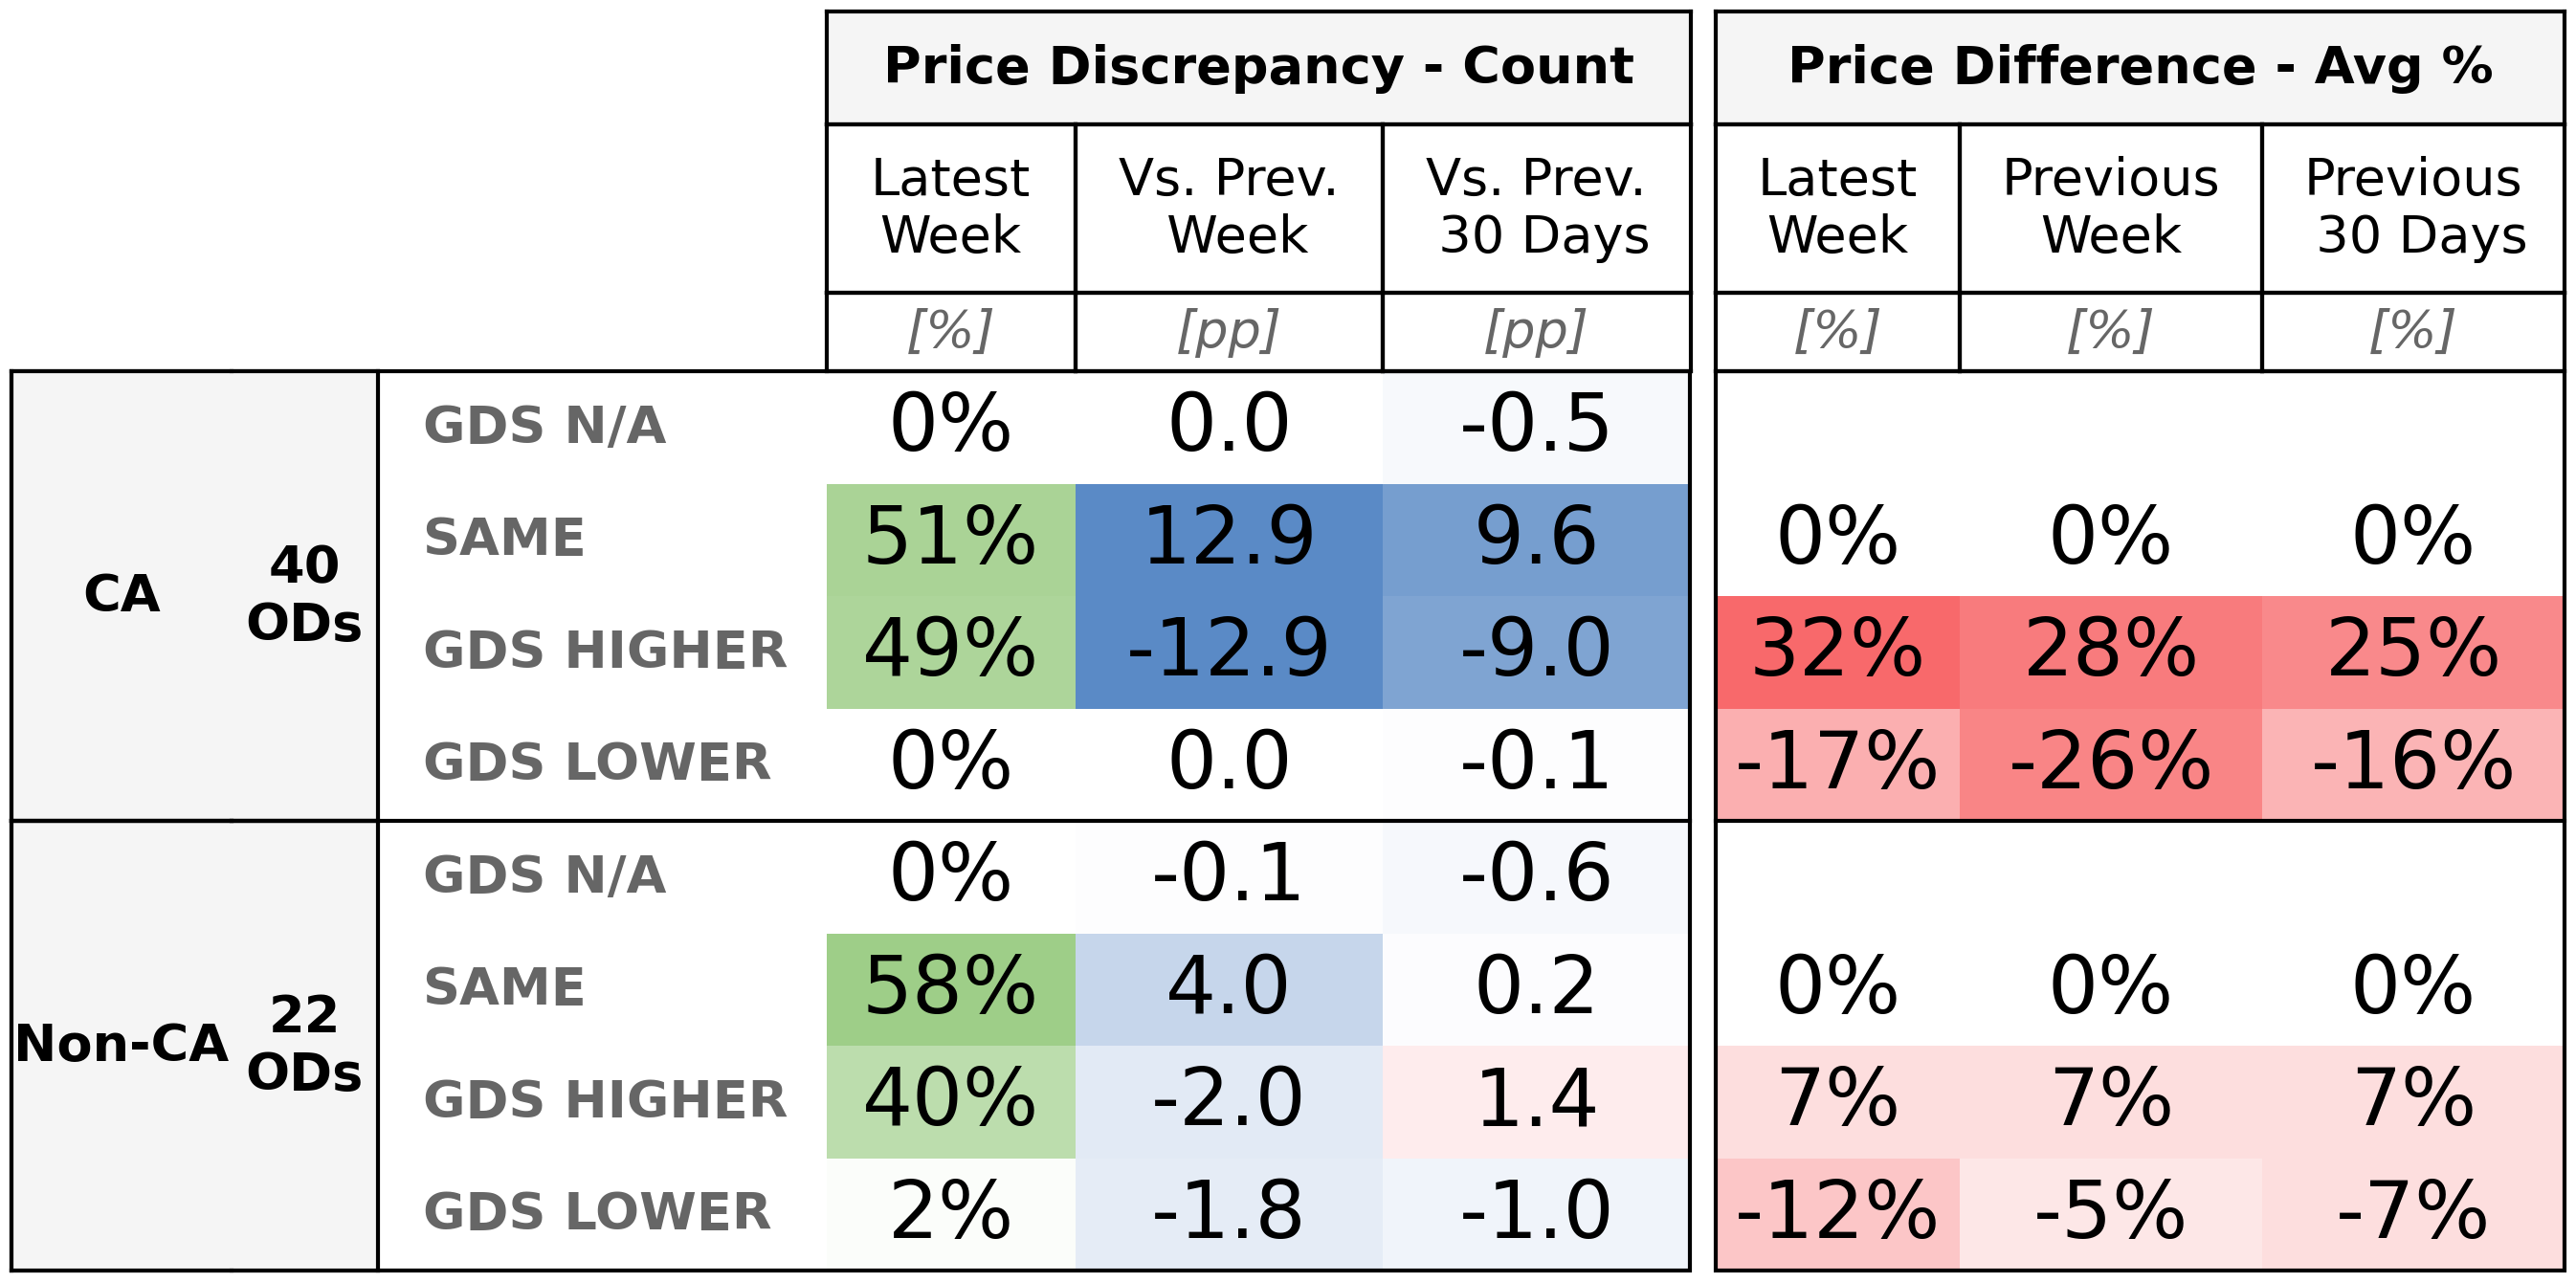 Price Discrepancy - Count Price Difference - Avg %
Latest Week Vs. Prev. Week Vs. Prev. 30 Days Latest Week Previous Week Previous 30 Days
[%] [pp] [pp] [%] [%] [%]
CA 40 ODs
GDS N/A 0% 0.0 -0.5
SAME 51% 12.9 9.6 0% 0% 0%
GDS HIGHER 49% -12.9 -9.0 32% 28% 25%
GDS LOWER 0% 0.0 -0.1 -17% -26% -16%
Non-CA 22 ODs
GDS N/A 0% -0.1 -0.6
SAME 58% 4.0 0.2 0% 0% 0%
GDS HIGHER 40% -2.0 1.4 7% 7% 7%
GDS LOWER 2% -1.8 -1.0 -12% -5% -7%